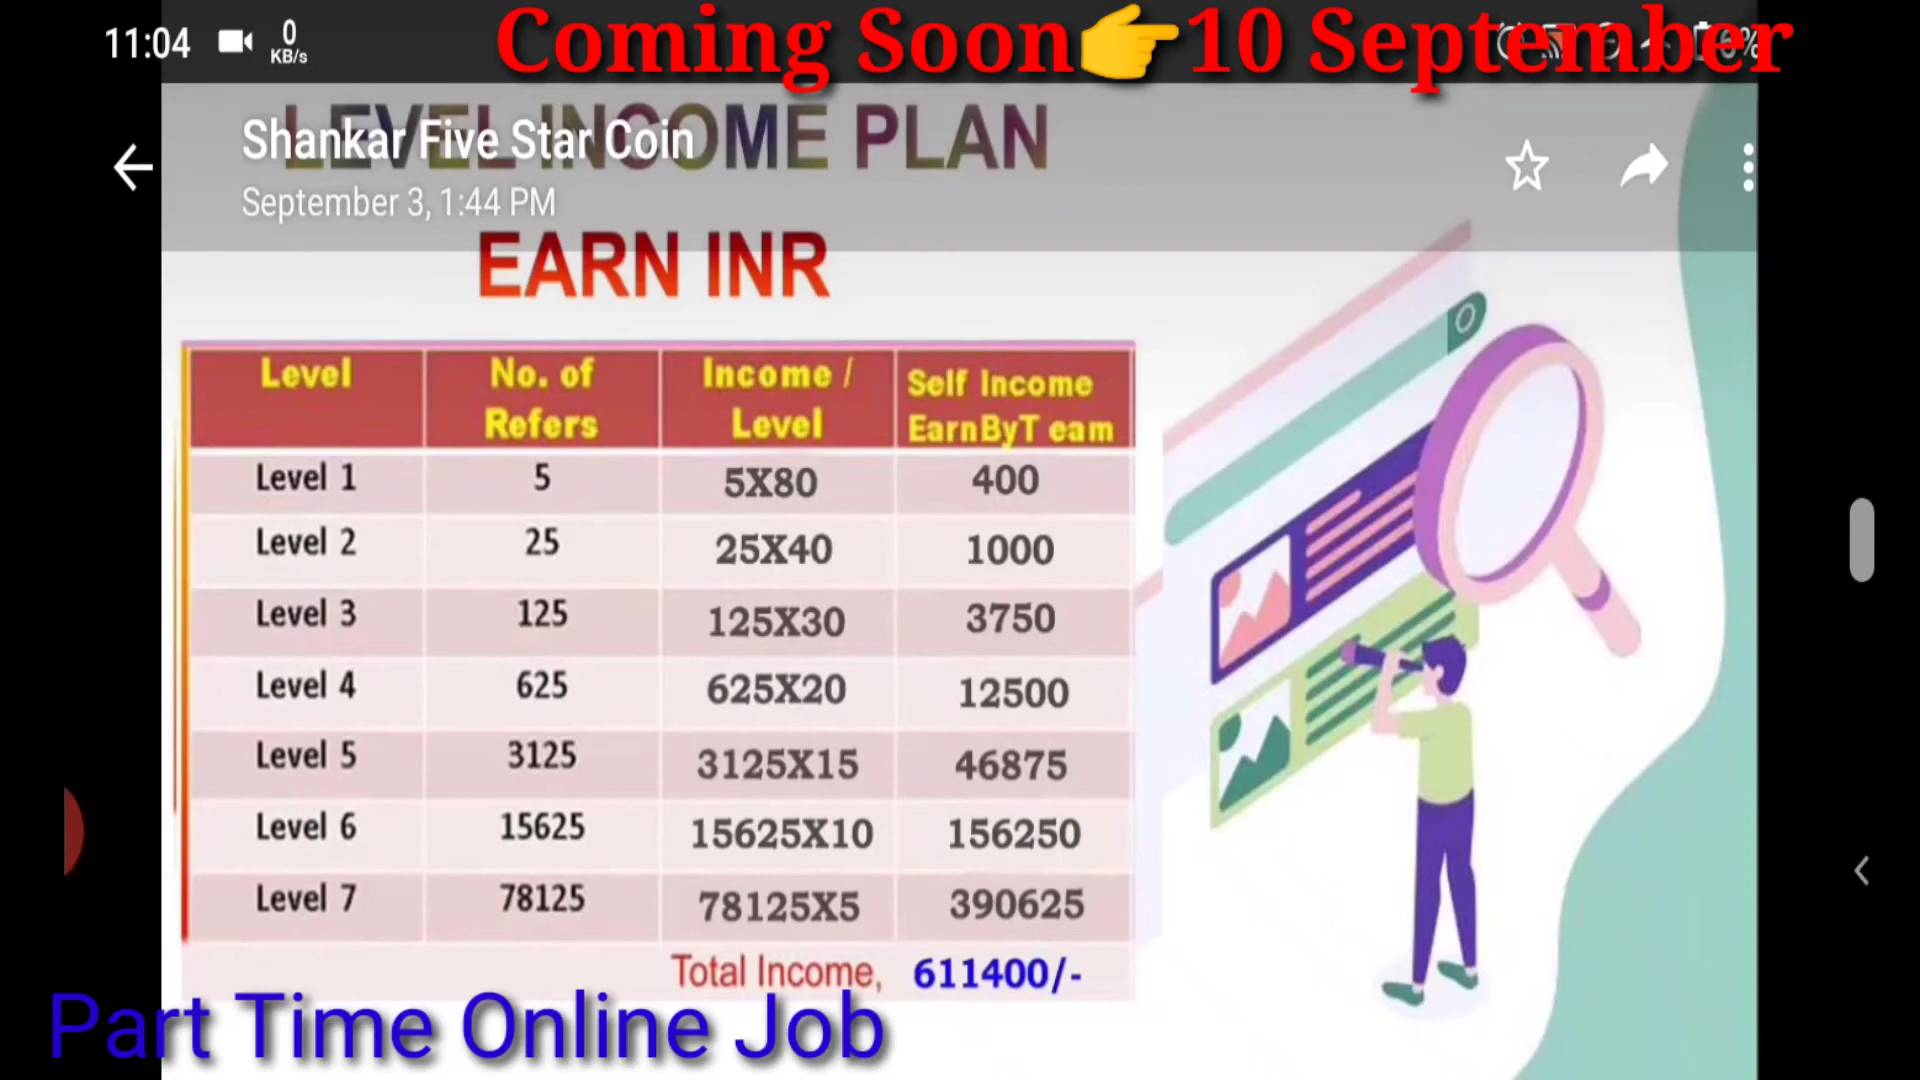 11:04
0
KB/s
Coming Soon👉10 September
6%
LEVEL INCOME PLAN
Shankar Five Star Coin
September 3, 1:44 PM
EARN INR
Level No. of Refers Income / Level Self Income EarnByT eam
Level 1 5 5X80 400
Level 2 25 25X40 1000
Level 3 125 125X30 3750
Level 4 625 625X20 12500
Level 5 3125 3125X15 46875
Level 6 15625 15625X10 156250
Level 7 78125 78125X5 390625
Total Income, 611400/-
Part Time Online Job